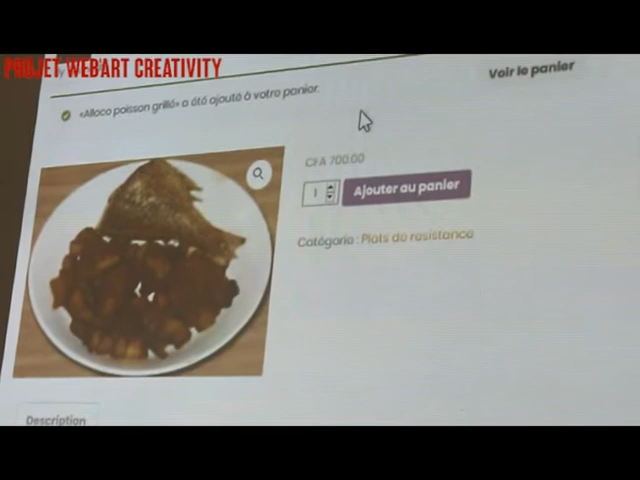 PROJET WEBART CREATIVITY
Voir le panier
«Alloco poisson grillé» a été ajouté à votre panier.
CFA 700.00
1
Ajouter au panier
Catégorie : Plats de resistance
Description